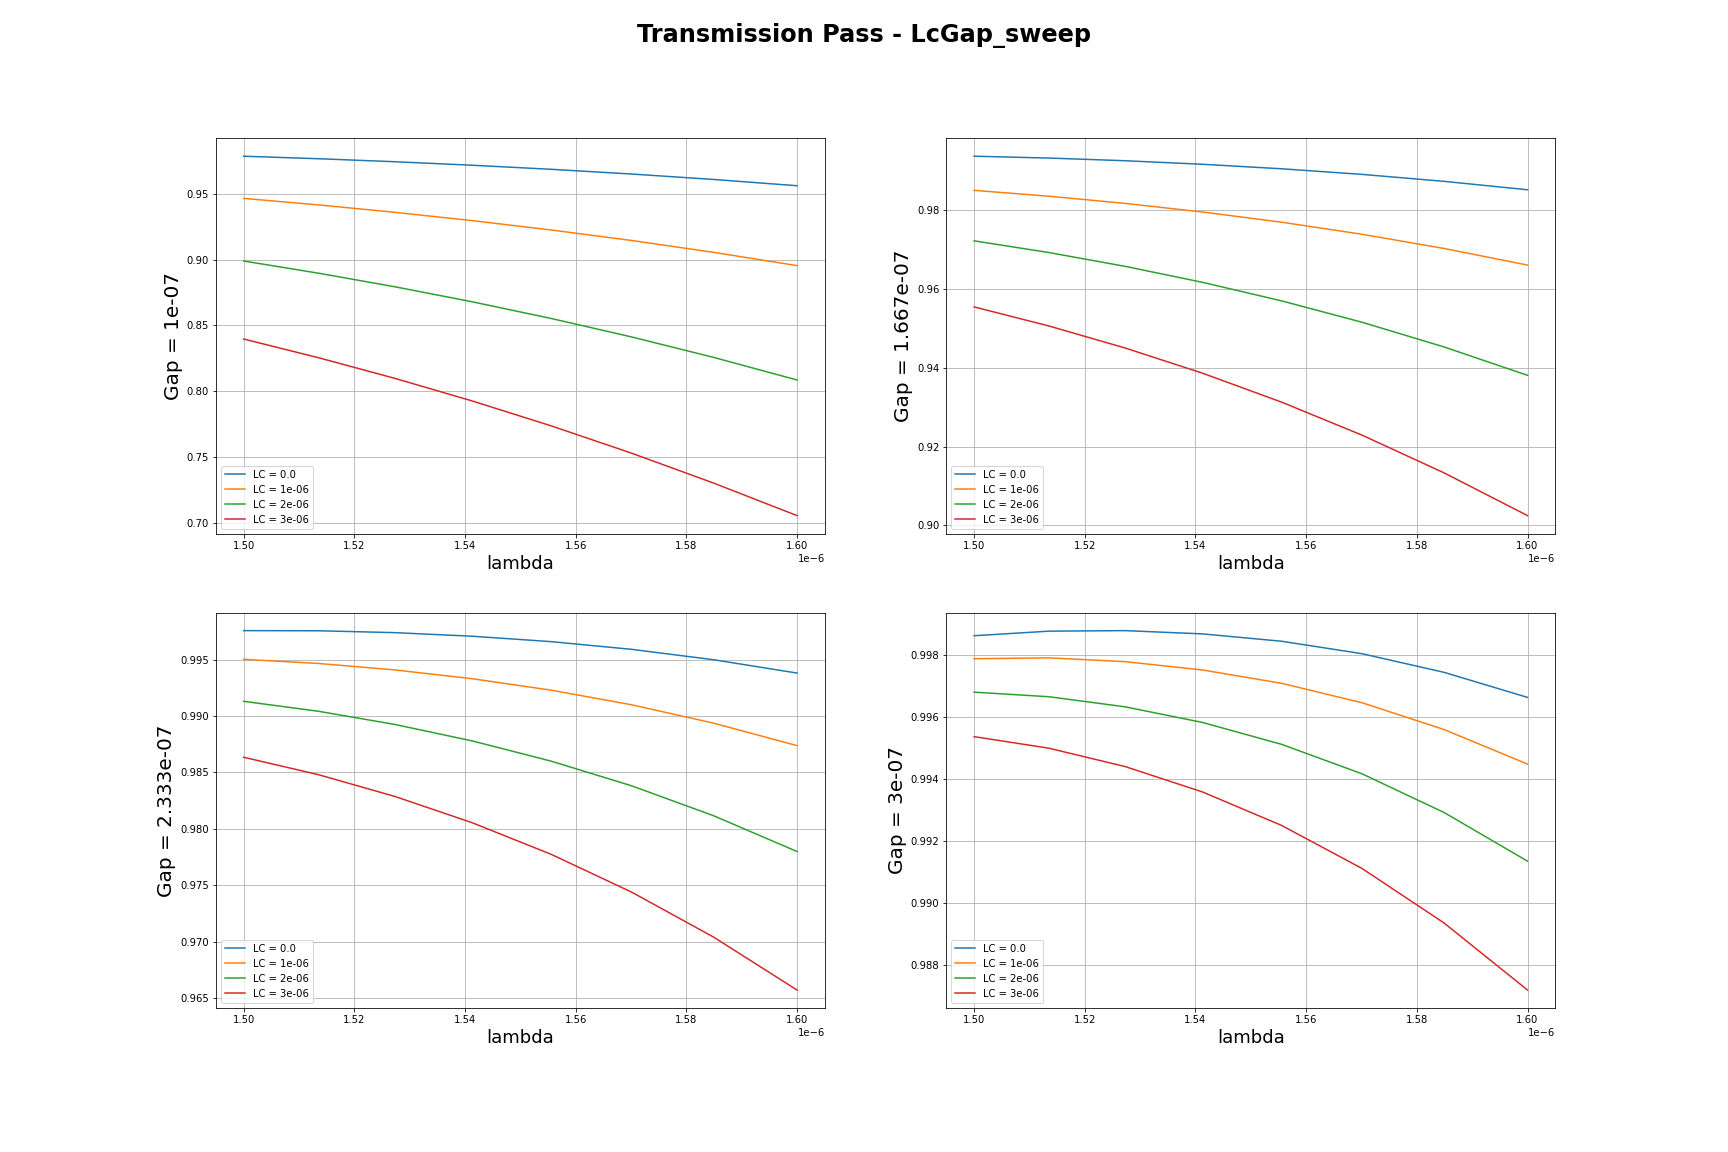 Transmission Pass - LcGap_sweep
Gap = 1e-07
0.95
0.90
0.85
0.80
0.75
0.70
LC = 0.0
LC = 1e-06
LC = 2e-06
LC = 3e-06
1.50 1.52 1.54 1.56 1.58 1.60
1e−6
lambda
Gap = 1.667e-07
0.98
0.96
0.94
0.92
0.90
LC = 0.0
LC = 1e-06
LC = 2e-06
LC = 3e-06
1.50 1.52 1.54 1.56 1.58 1.60
1e−6
lambda
Gap = 2.333e-07
0.995
0.990
0.985
0.980
0.975
0.970
0.965
LC = 0.0
LC = 1e-06
LC = 2e-06
LC = 3e-06
1.50 1.52 1.54 1.56 1.58 1.60
1e−6
lambda
Gap = 3e-07
0.998
0.996
0.994
0.992
0.990
0.988
LC = 0.0
LC = 1e-06
LC = 2e-06
LC = 3e-06
1.50 1.52 1.54 1.56 1.58 1.60
1e−6
lambda